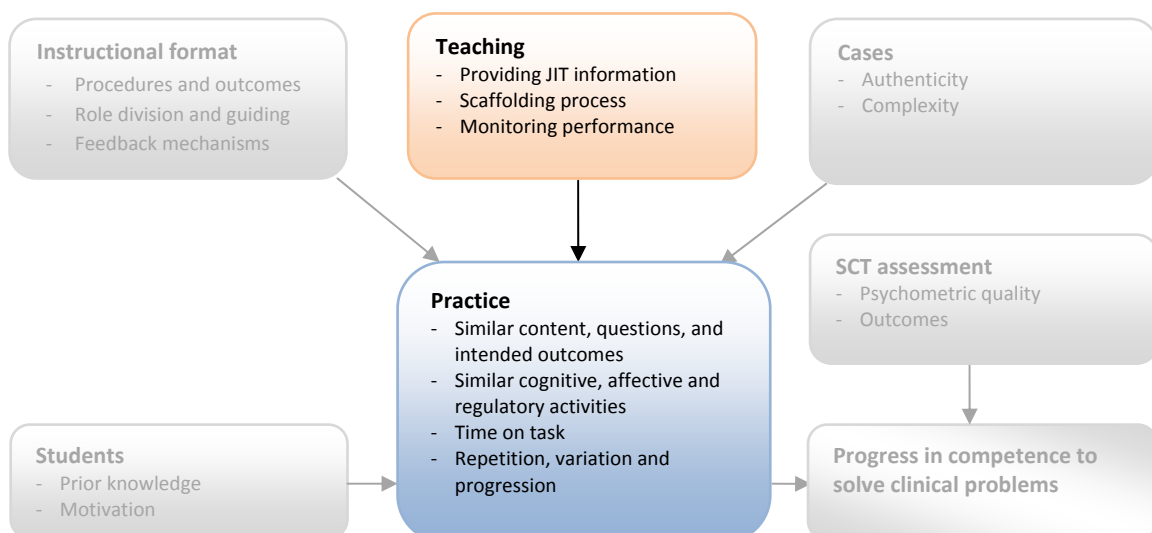 Instructional format
- Procedures and outcomes
- Role division and guiding
- Feedback mechanisms
Teaching
- Providing JIT information
- Scaffolding process
- Monitoring performance
Cases
- Authenticity
- Complexity
SCT assessment
- Psychometric quality
- Outcomes
Practice
- Similar content, questions, and
intended outcomes
- Similar cognitive, affective and
regulatory activities
- Time on task
- Repetition, variation and
progression
Students
- Prior knowledge
- Motivation
Progress in competence to
solve clinical problems